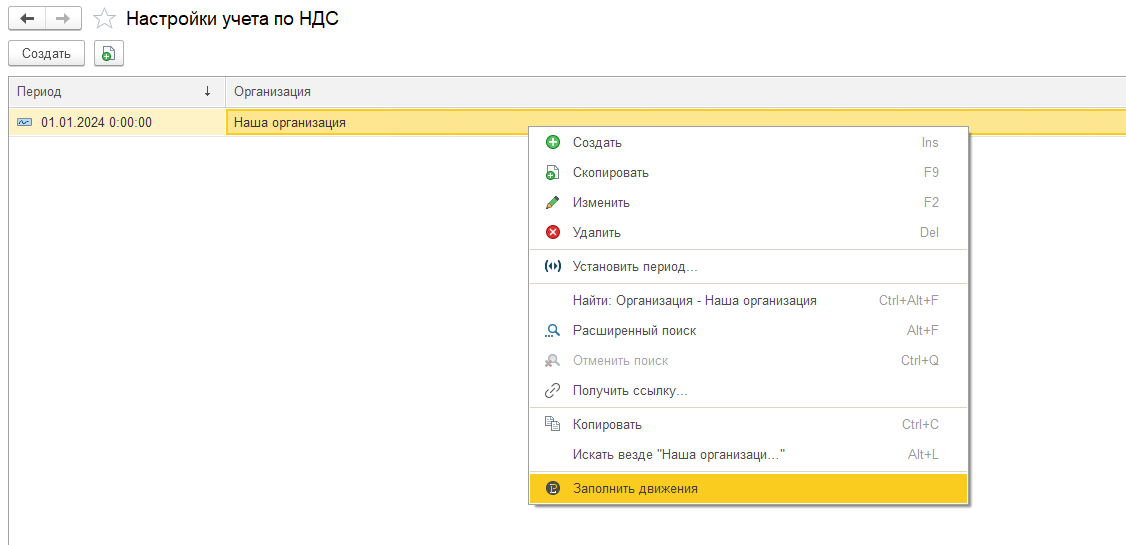 Настройки учета по НДС
Создать
Период ↓ Организация
01.01.2024 0:00:00 Наша организация
Создать Ins
Скопировать F9
Изменить F2
Удалить Del
Установить период...
Найти: Организация - Наша организация Ctrl+Alt+F
Расширенный поиск Alt+F
Отменить поиск Ctrl+Q
Получить ссылку...
Копировать Ctrl+C
Искать везде "Наша организаци..." Alt+L
Заполнить движения